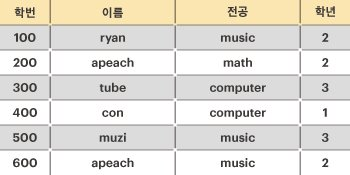 학번 이름 전공 학년
100 ryan music 2
200 apeach math 2
300 tube computer 3
400 con computer 1
500 muzi music 3
600 apeach music 2